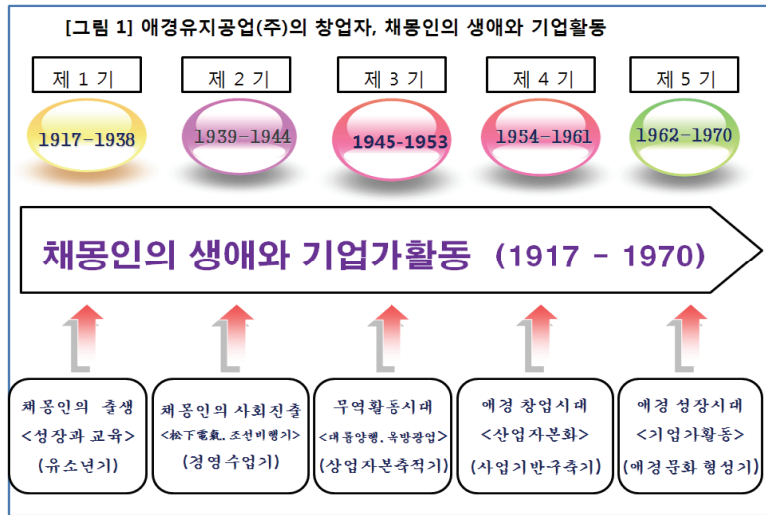 [그림 1] 애경유지공업(주)의 창업자, 채몽인의 생애와 기업활동
제 1 기
제 2 기
제 3 기
제 4 기
제 5 기
1917-1938
1939-1944
1945-1953
1954-1961
1962-1970
채몽인의 생애와 기업가활동 (1917 - 1970)
채몽인의 출생
<성장과 교육>
(유소년기)
채몽인의 사회진출
<松下電氣, 조선비행기>
(경영수업기)
무역활동시대
<대륭양행, 옥방광업>
(상업자본축적기)
애경 창업시대
<산업자본화>
(사업기반구축기)
애경 성장시대
<기업가활동>
(애경문화 형성기)